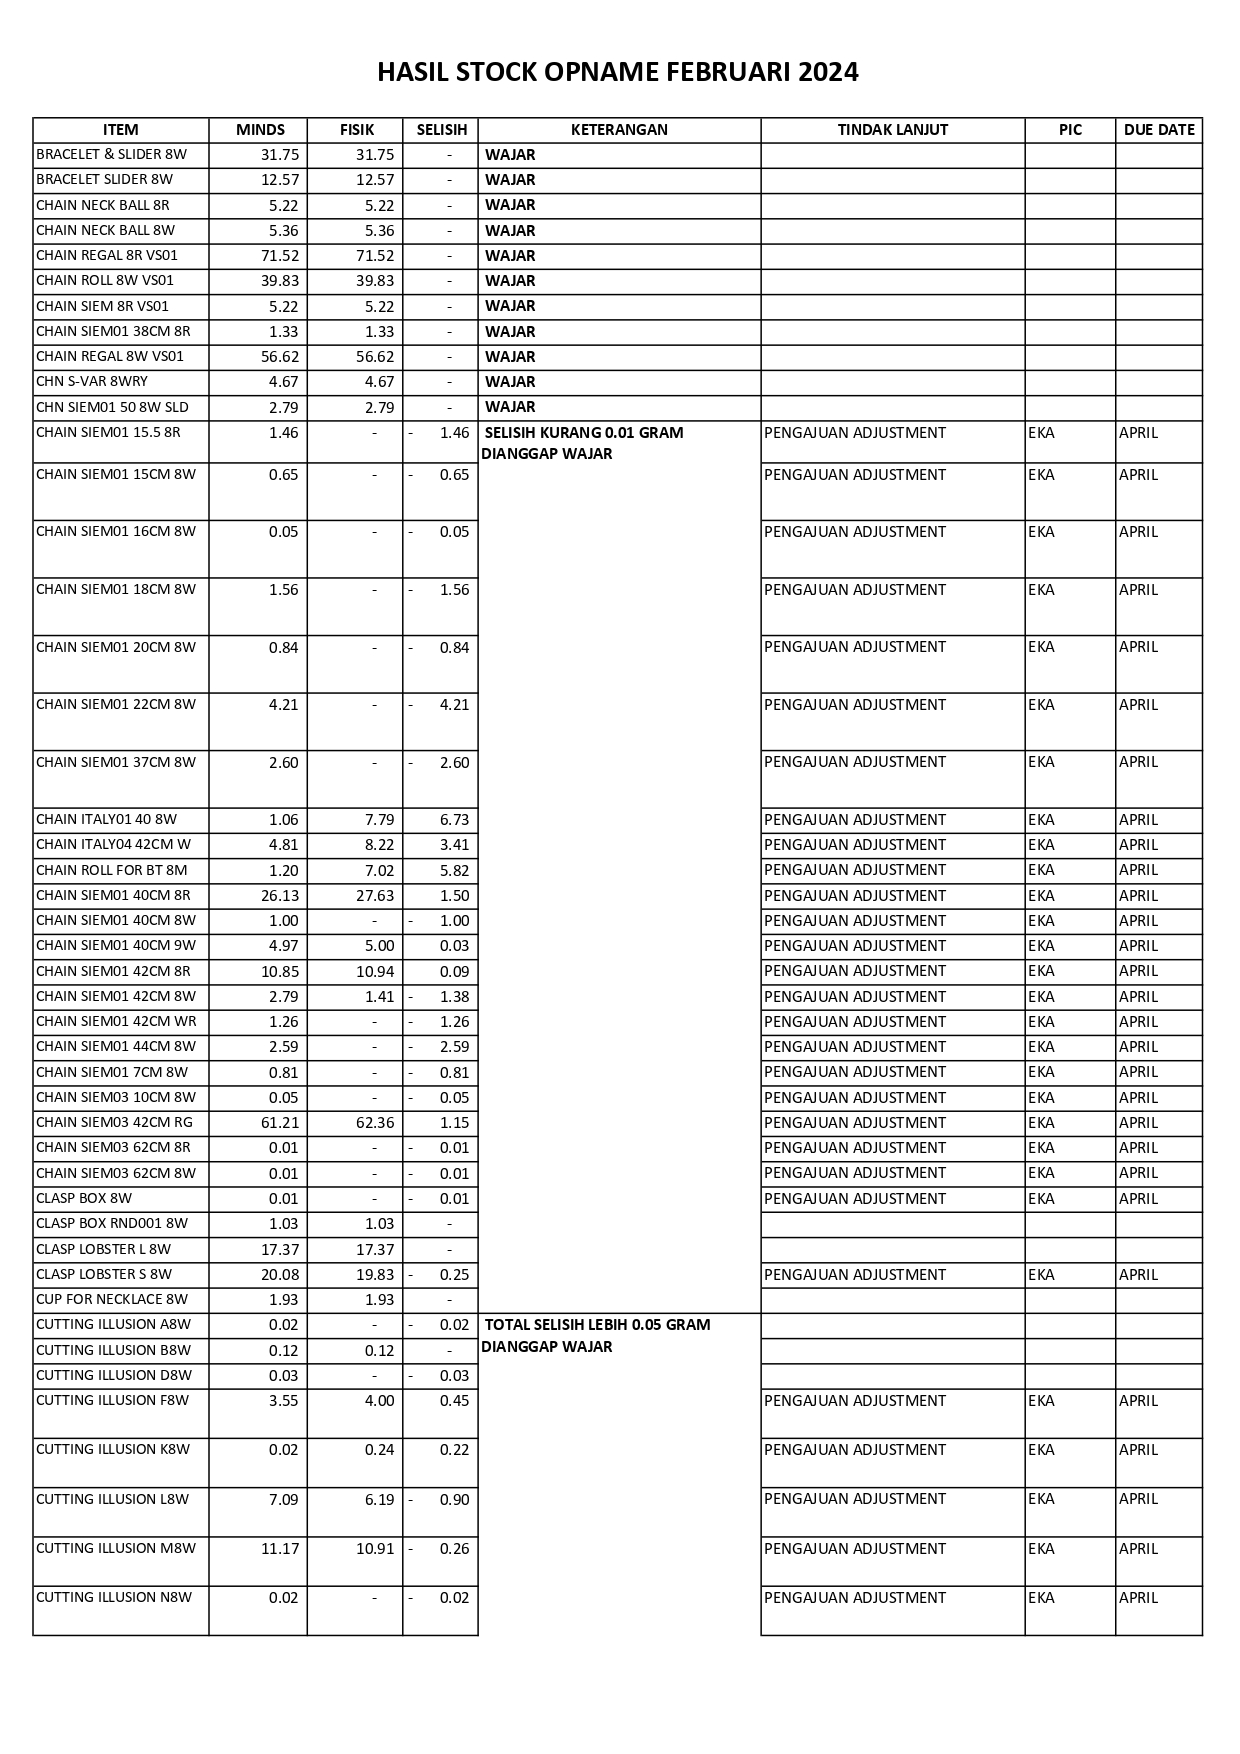 HASIL STOCK OPNAME FEBRUARI 2024
ITEM MINDS FISIK SELISIH KETERANGAN TINDAK LANJUT PIC DUE DATE
BRACELET & SLIDER 8W 31.75 31.75 - WAJAR
BRACELET SLIDER 8W 12.57 12.57 - WAJAR
CHAIN NECK BALL 8R 5.22 5.22 - WAJAR
CHAIN NECK BALL 8W 5.36 5.36 - WAJAR
CHAIN REGAL 8R VS01 71.52 71.52 - WAJAR
CHAIN ROLL 8W VS01 39.83 39.83 - WAJAR
CHAIN SIEM 8R VS01 5.22 5.22 - WAJAR
CHAIN SIEM01 38CM 8R 1.33 1.33 - WAJAR
CHAIN REGAL 8W VS01 56.62 56.62 - WAJAR
CHN S-VAR 8WRY 4.67 4.67 - WAJAR
CHN SIEM01 50 8W SLD 2.79 2.79 - WAJAR
CHAIN SIEM01 15.5 8R 1.46 - - 1.46 SELISIH KURANG 0.01 GRAM PENGAJUAN ADJUSTMENT EKA APRIL
DIANGGAP WAJAR
CHAIN SIEM01 15CM 8W 0.65 - - 0.65 PENGAJUAN ADJUSTMENT EKA APRIL
CHAIN SIEM01 16CM 8W 0.05 - - 0.05 PENGAJUAN ADJUSTMENT EKA APRIL
CHAIN SIEM01 18CM 8W 1.56 - - 1.56 PENGAJUAN ADJUSTMENT EKA APRIL
CHAIN SIEM01 20CM 8W 0.84 - - 0.84 PENGAJUAN ADJUSTMENT EKA APRIL
CHAIN SIEM01 22CM 8W 4.21 - - 4.21 PENGAJUAN ADJUSTMENT EKA APRIL
CHAIN SIEM01 37CM 8W 2.60 - - 2.60 PENGAJUAN ADJUSTMENT EKA APRIL
CHAIN ITALY01 40 8W 1.06 7.79 6.73 PENGAJUAN ADJUSTMENT EKA APRIL
CHAIN ITALY04 42CM W 4.81 8.22 3.41 PENGAJUAN ADJUSTMENT EKA APRIL
CHAIN ROLL FOR BT 8M 1.20 7.02 5.82 PENGAJUAN ADJUSTMENT EKA APRIL
CHAIN SIEM01 40CM 8R 26.13 27.63 1.50 PENGAJUAN ADJUSTMENT EKA APRIL
CHAIN SIEM01 40CM 8W 1.00 - - 1.00 PENGAJUAN ADJUSTMENT EKA APRIL
CHAIN SIEM01 40CM 9W 4.97 5.00 0.03 PENGAJUAN ADJUSTMENT EKA APRIL
CHAIN SIEM01 42CM 8R 10.85 10.94 0.09 PENGAJUAN ADJUSTMENT EKA APRIL
CHAIN SIEM01 42CM 8W 2.79 1.41 - 1.38 PENGAJUAN ADJUSTMENT EKA APRIL
CHAIN SIEM01 42CM WR 1.26 - - 1.26 PENGAJUAN ADJUSTMENT EKA APRIL
CHAIN SIEM01 44CM 8W 2.59 - - 2.59 PENGAJUAN ADJUSTMENT EKA APRIL
CHAIN SIEM01 7CM 8W 0.81 - - 0.81 PENGAJUAN ADJUSTMENT EKA APRIL
CHAIN SIEM03 10CM 8W 0.05 - - 0.05 PENGAJUAN ADJUSTMENT EKA APRIL
CHAIN SIEM03 42CM RG 61.21 62.36 1.15 PENGAJUAN ADJUSTMENT EKA APRIL
CHAIN SIEM03 62CM 8R 0.01 - - 0.01 PENGAJUAN ADJUSTMENT EKA APRIL
CHAIN SIEM03 62CM 8W 0.01 - - 0.01 PENGAJUAN ADJUSTMENT EKA APRIL
CLASP BOX 8W 0.01 - - 0.01 PENGAJUAN ADJUSTMENT EKA APRIL
CLASP BOX RND001 8W 1.03 1.03 -
CLASP LOBSTER L 8W 17.37 17.37 -
CLASP LOBSTER S 8W 20.08 19.83 - 0.25 PENGAJUAN ADJUSTMENT EKA APRIL
CUP FOR NECKLACE 8W 1.93 1.93 -
CUTTING ILLUSION A8W 0.02 - - 0.02 TOTAL SELISIH LEBIH 0.05 GRAM
CUTTING ILLUSION B8W 0.12 0.12 - DIANGGAP WAJAR
CUTTING ILLUSION D8W 0.03 - - 0.03
CUTTING ILLUSION F8W 3.55 4.00 0.45 PENGAJUAN ADJUSTMENT EKA APRIL
CUTTING ILLUSION K8W 0.02 0.24 0.22 PENGAJUAN ADJUSTMENT EKA APRIL
CUTTING ILLUSION L8W 7.09 6.19 - 0.90 PENGAJUAN ADJUSTMENT EKA APRIL
CUTTING ILLUSION M8W 11.17 10.91 - 0.26 PENGAJUAN ADJUSTMENT EKA APRIL
CUTTING ILLUSION N8W 0.02 - - 0.02 PENGAJUAN ADJUSTMENT EKA APRIL